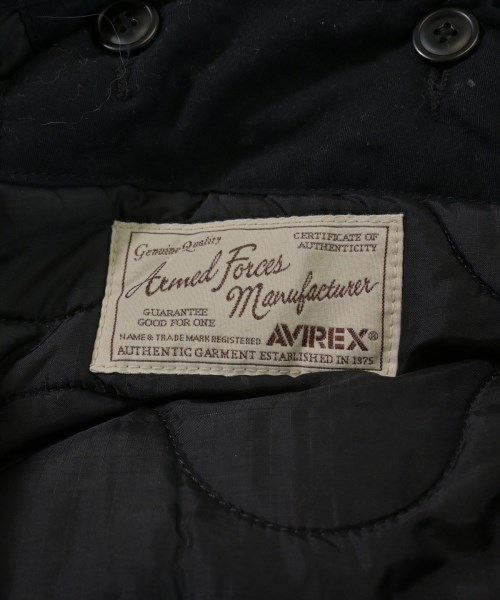 Genuine Quality
CERTIFICATE OF
AUTHENTICITY
Armed Forces
Manufacturer
GUARANTEE
GOOD FOR ONE
NAME & TRADE MARK REGISTERED
AVIREX®
AUTHENTIC GARMENT ESTABLISHED IN 1975